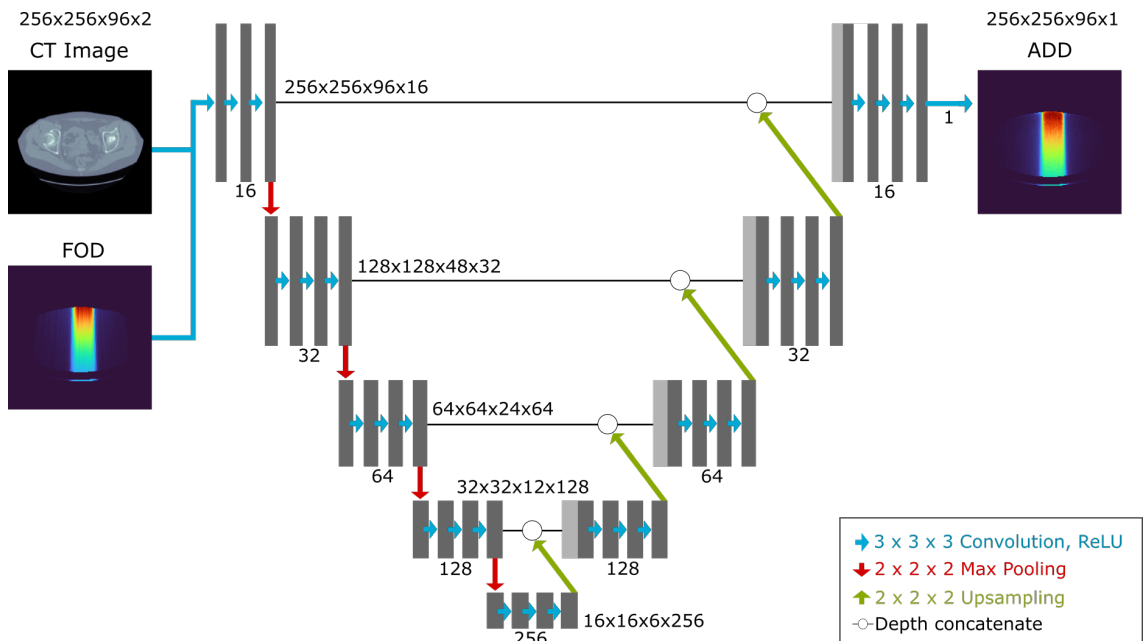 256x256x96x2
CT Image
FOD
256x256x96x16
16
128x128x48x32
32
64x64x24x64
64
32x32x12x128
128
16x16x6x256
256
128
64
32
16
1
256x256x96x1
ADD
3 x 3 x 3 Convolution, ReLU
2 x 2 x 2 Max Pooling
2 x 2 x 2 Upsampling
Depth concatenate